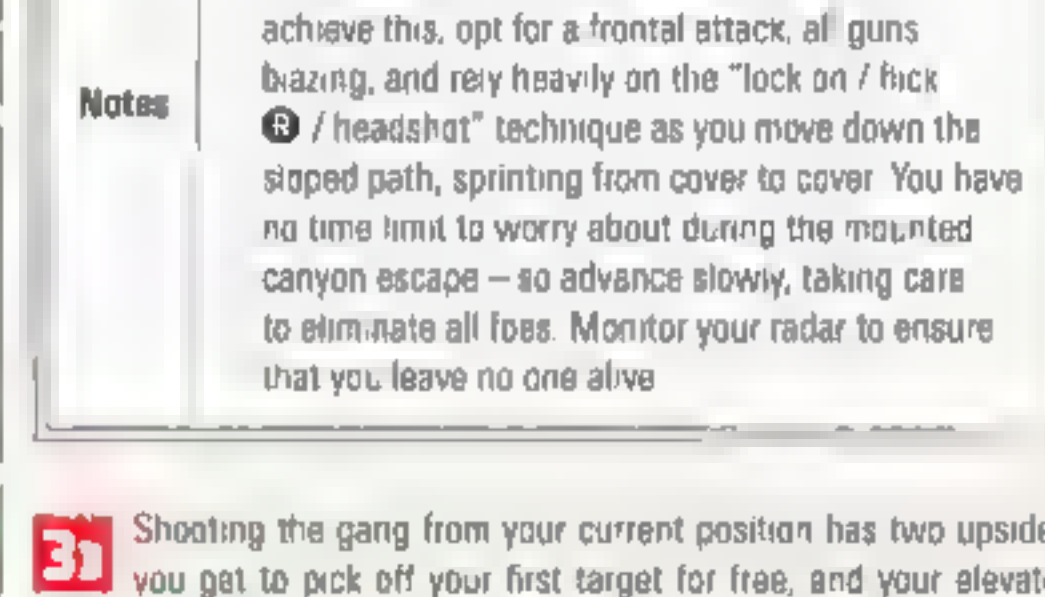 achieve this, opt for a frontal attack, all guns
blazing, and rely heavily on the "lock on / flick
Notes
R / headshot" technique as you move down the
sloped path, sprinting from cover to cover. You have
no time limit to worry about during the mounted
canyon escape – so advance slowly, taking care
to eliminate all foes. Monitor your radar to ensure
that you leave no one alive
Shooting the gang from your current position has two upside
you get to pick off your first target for free, and your elevat